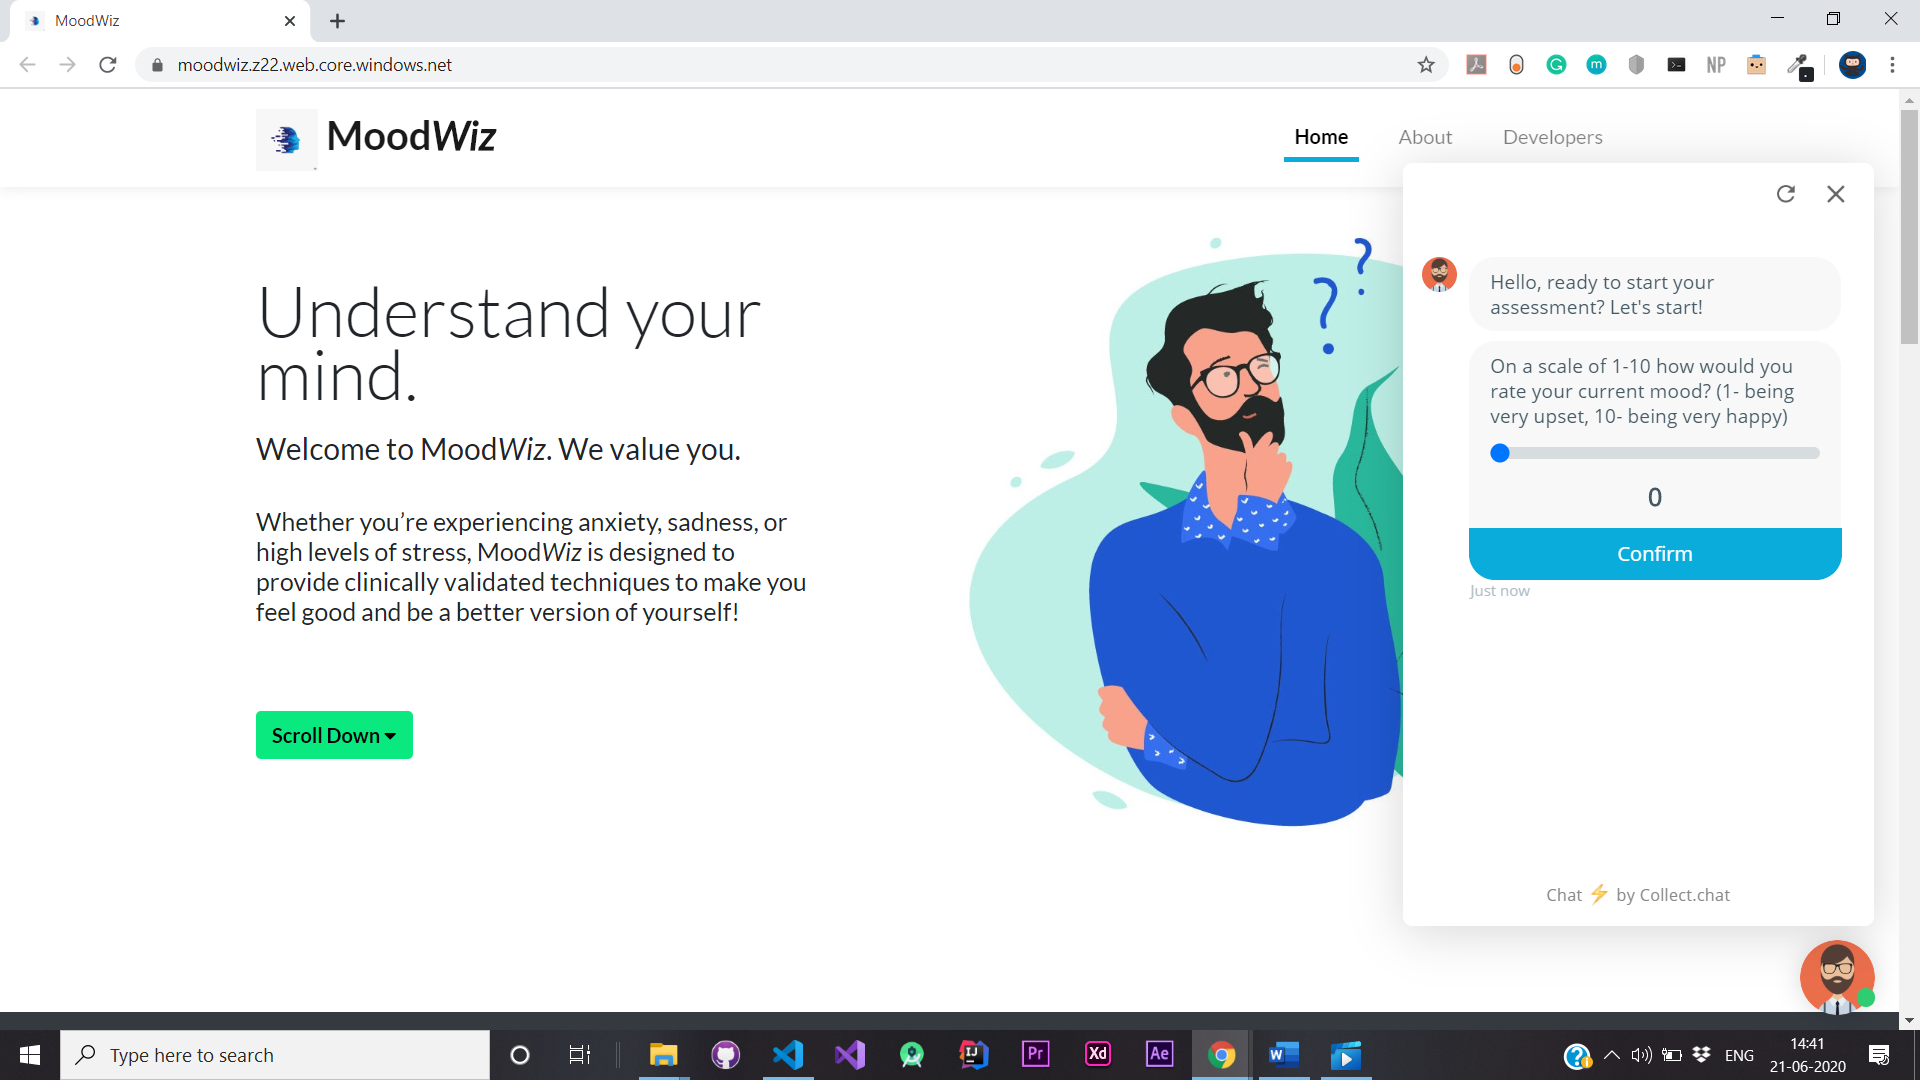 MoodWiz
moodwiz.z22.web.core.windows.net
NP
MoodWiz
Home
About
Developers
Understand your
mind.
Welcome to MoodWiz. We value you.
Whether you’re experiencing anxiety, sadness, or
high levels of stress, MoodWiz is designed to
provide clinically validated techniques to make you
feel good and be a better version of yourself!
Scroll Down
? ?
Hello, ready to start your
assessment? Let's start!
On a scale of 1-10 how would you
rate your current mood? (1- being
very upset, 10- being very happy)
0
Confirm
Just now
Chat ⚡ by Collect.chat
Type here to search
IJ
Pr
Xd
Ae
W
ENG
14:41
21-06-2020